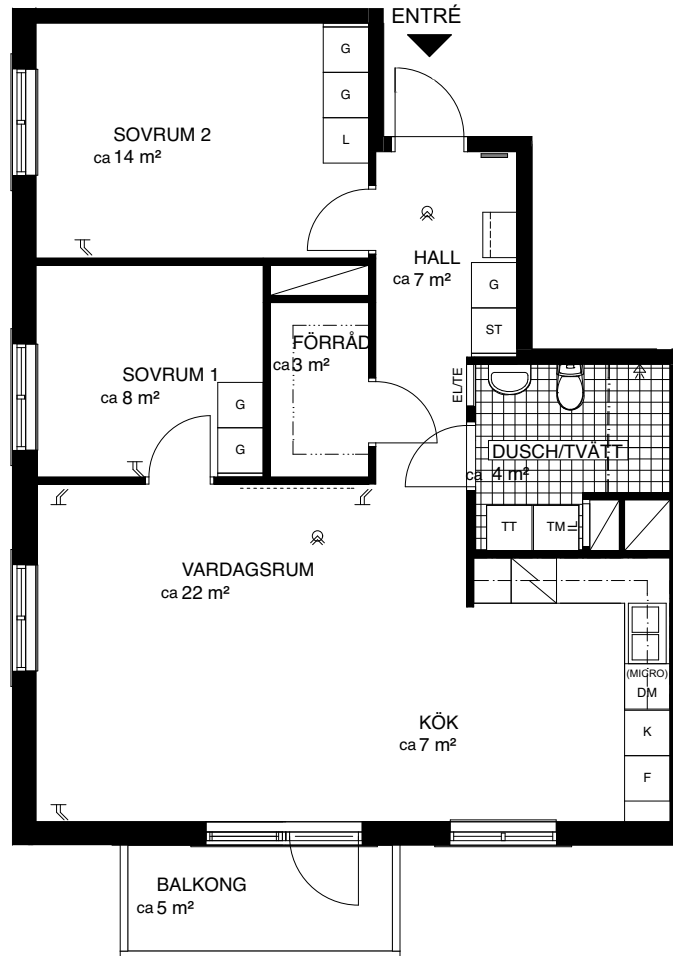 ENTRÉ
G
G
L
SOVRUM 2
ca 14 m²
HALL
ca 7 m²
G
ST
FÖRRÅD
ca 3 m²
SOVRUM 1
ca 8 m²
G
G
EL/TE
DUSCH/TVÄTT
ca 4 m²
TT
TM
VARDAGSRUM
ca 22 m²
(MICRO)
DM
K
F
KÖK
ca 7 m²
BALKONG
ca 5 m²